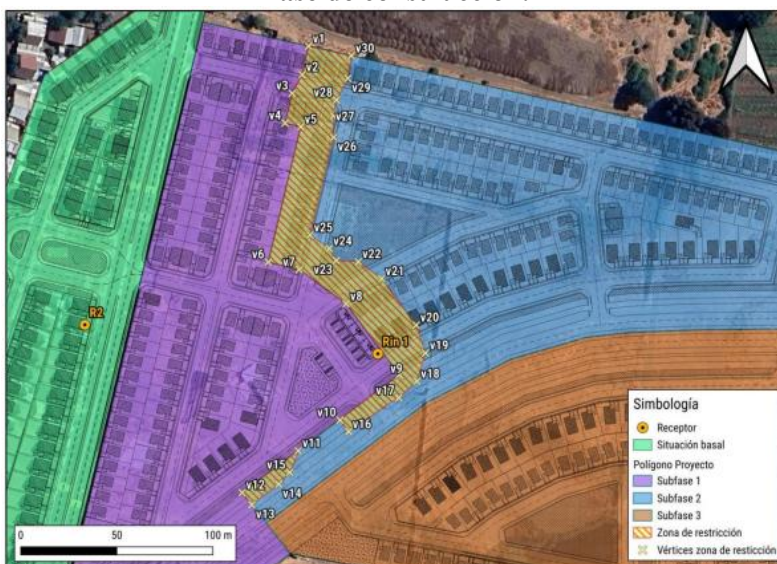 v1
v30
v2
v29
v3
v28
v4
v5
v27
v26
v25
v24
v6
v7
v22
v23
v21
v8
R2
v20
Rin 1
v19
v9
v18
v17
v10
v16
v11
v15
v12
v14
v13
Simbología
Receptor
Situación basal
Polígono Proyecto
Subfase 1
Subfase 2
Subfase 3
Zona de restricción
Vértices zona de resticción
0 50 100 m